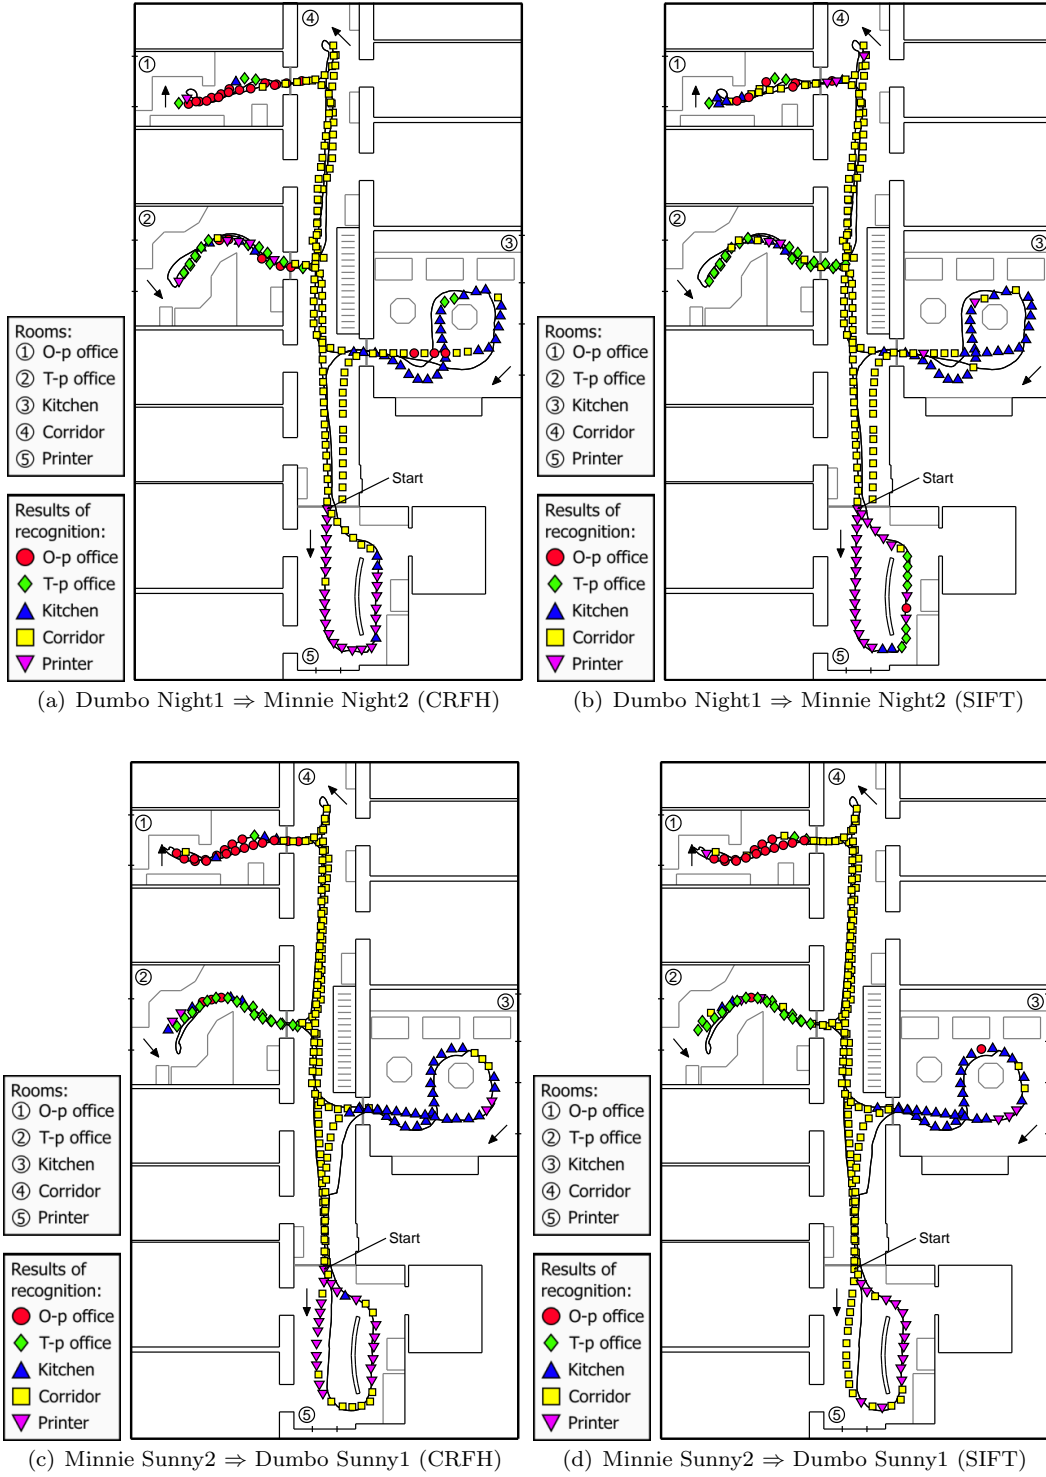 ④
①
②
③
Rooms:
① O-p office
② T-p office
③ Kitchen
④ Corridor
⑤ Printer
Start
Results of
recognition:
O-p office
T-p office
Kitchen
Corridor
Printer
⑤
(a) Dumbo Night1 ⇒ Minnie Night2 (CRFH)
④
①
②
③
Rooms:
① O-p office
② T-p office
③ Kitchen
④ Corridor
⑤ Printer
Start
Results of
recognition:
O-p office
T-p office
Kitchen
Corridor
Printer
⑤
(b) Dumbo Night1 ⇒ Minnie Night2 (SIFT)
④
①
②
③
Rooms:
① O-p office
② T-p office
③ Kitchen
④ Corridor
⑤ Printer
Start
Results of
recognition:
O-p office
T-p office
Kitchen
Corridor
Printer
⑤
(c) Minnie Sunny2 ⇒ Dumbo Sunny1 (CRFH)
④
①
②
③
Rooms:
① O-p office
② T-p office
③ Kitchen
④ Corridor
⑤ Printer
Start
Results of
recognition:
O-p office
T-p office
Kitchen
Corridor
Printer
⑤
(d) Minnie Sunny2 ⇒ Dumbo Sunny1 (SIFT)